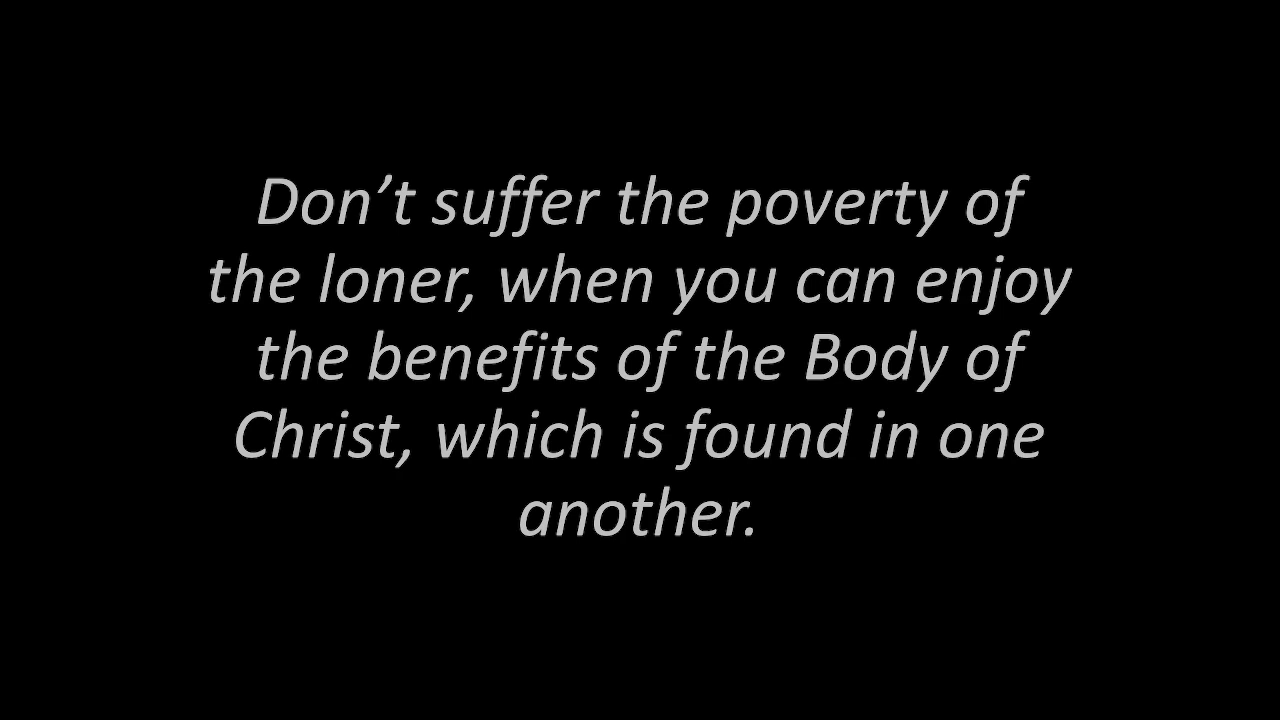 Don’t suffer the poverty of
the loner, when you can enjoy
the benefits of the Body of
Christ, which is found in one
another.